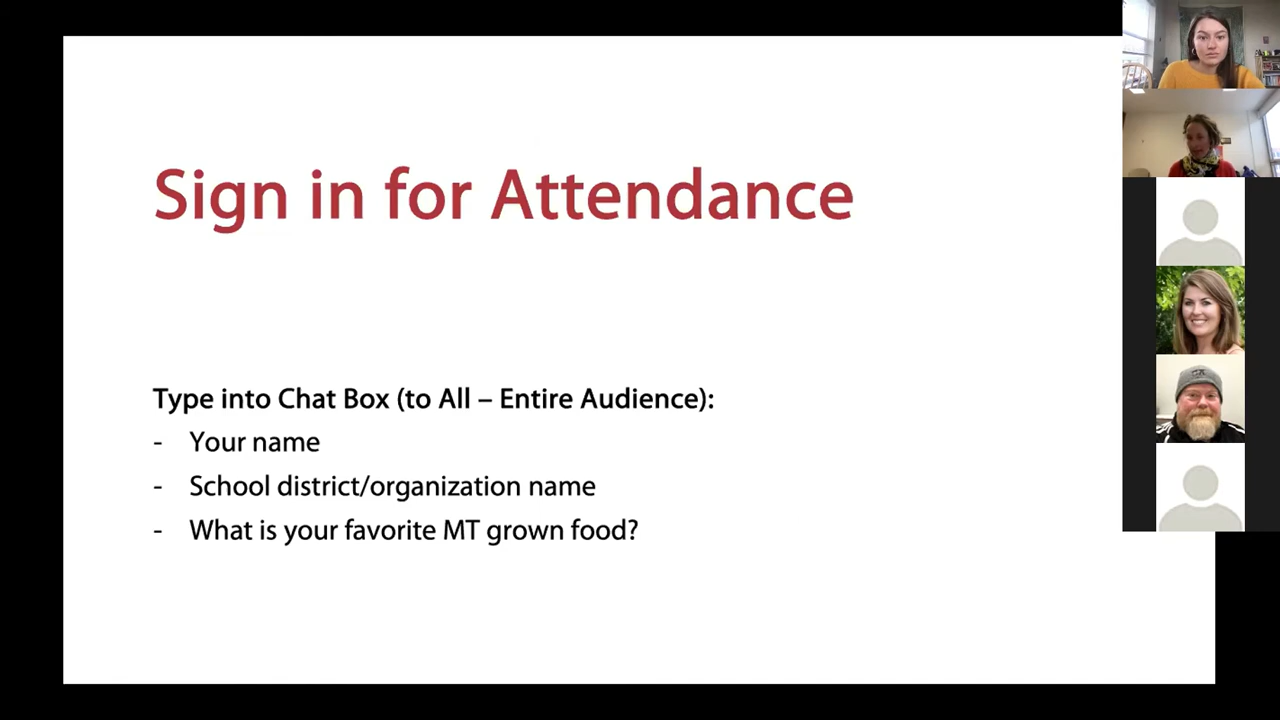 Sign in for Attendance
Type into Chat Box (to All – Entire Audience):
- Your name
- School district/organization name
- What is your favorite MT grown food?